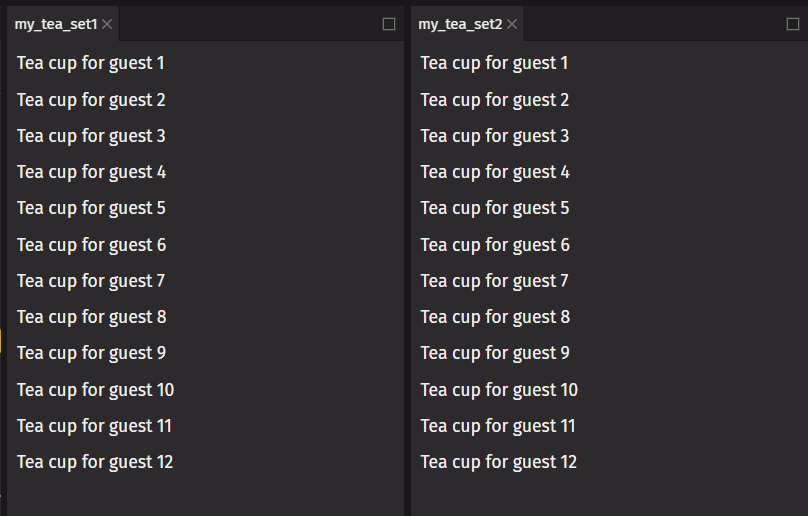 my_tea_set1
Tea cup for guest 1
Tea cup for guest 2
Tea cup for guest 3
Tea cup for guest 4
Tea cup for guest 5
Tea cup for guest 6
Tea cup for guest 7
Tea cup for guest 8
Tea cup for guest 9
Tea cup for guest 10
Tea cup for guest 11
Tea cup for guest 12
my_tea_set2
Tea cup for guest 1
Tea cup for guest 2
Tea cup for guest 3
Tea cup for guest 4
Tea cup for guest 5
Tea cup for guest 6
Tea cup for guest 7
Tea cup for guest 8
Tea cup for guest 9
Tea cup for guest 10
Tea cup for guest 11
Tea cup for guest 12